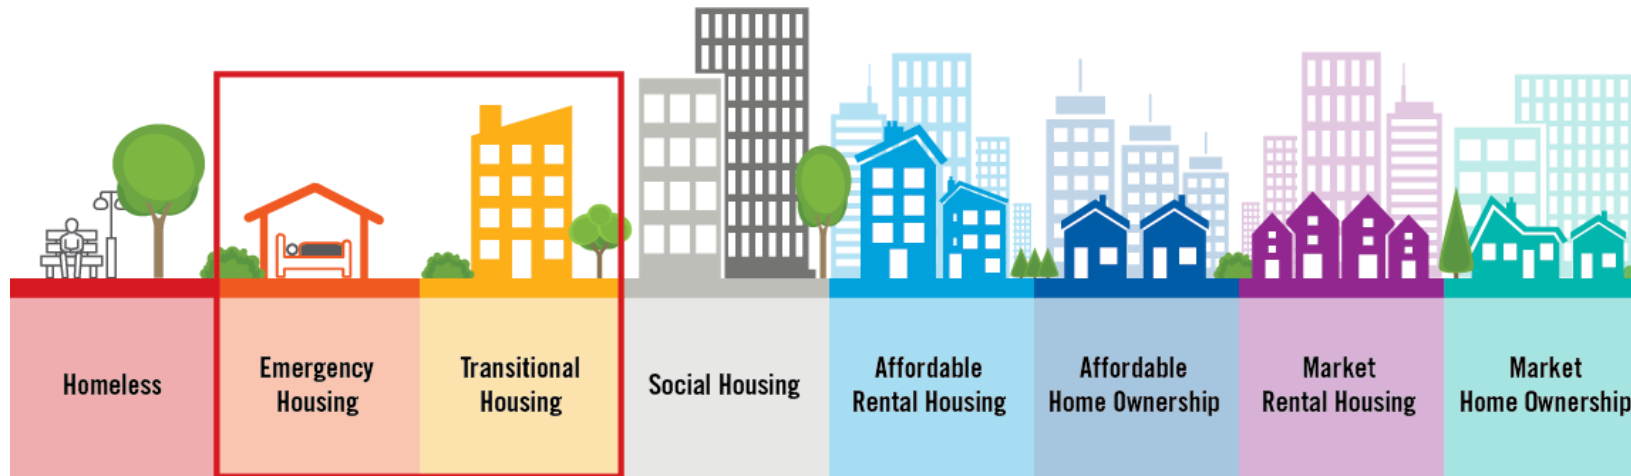 Homeless
Emergency
Housing
Transitional
Housing
Social Housing
Affordable
Rental Housing
Affordable
Home Ownership
Market
Rental Housing
Market
Home Ownership